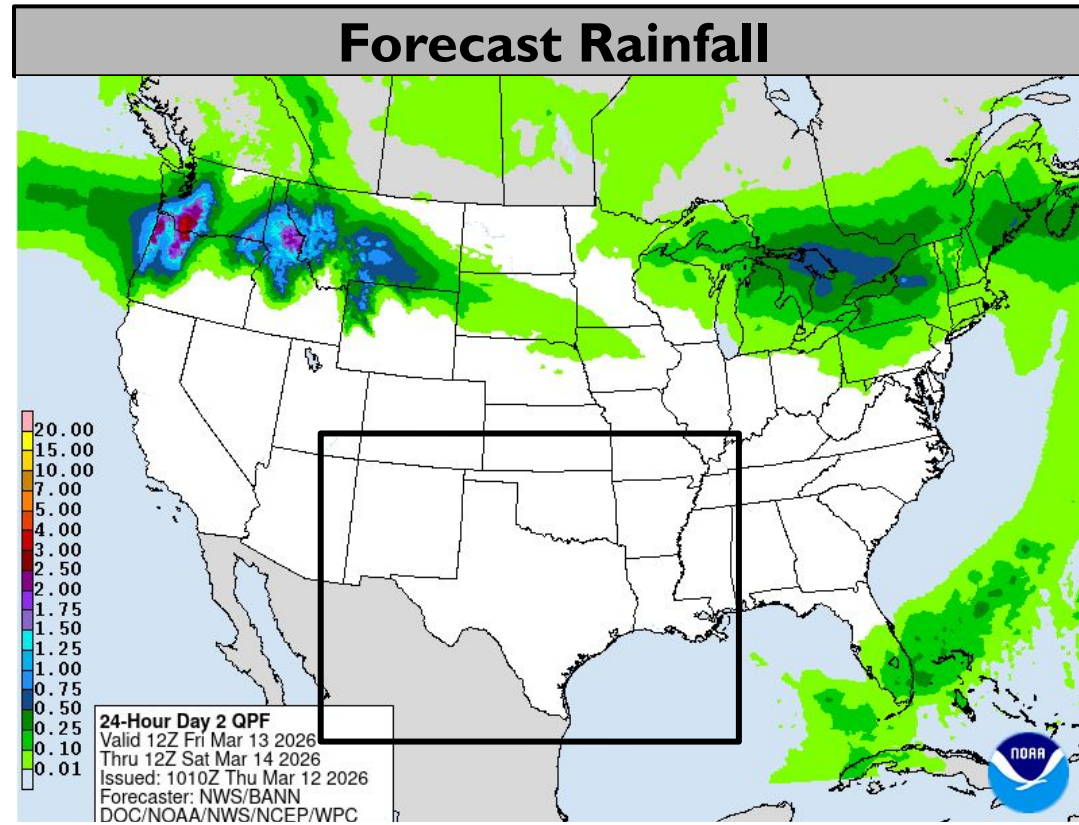 Forecast Rainfall
20.00
15.00
10.00
7.00
5.00
4.00
3.00
2.50
2.00
1.75
1.50
1.25
1.00
0.75
0.50
0.25
0.10
0.01
24-Hour Day 2 QPF
Valid 12Z Fri Mar 13 2026
Thru 12Z Sat Mar 14 2026
Issued: 1010Z Thu Mar 12 2026
Forecaster: NWS/BANN
DOC/NOAA/NWS/NCEP/WPC
NOAA